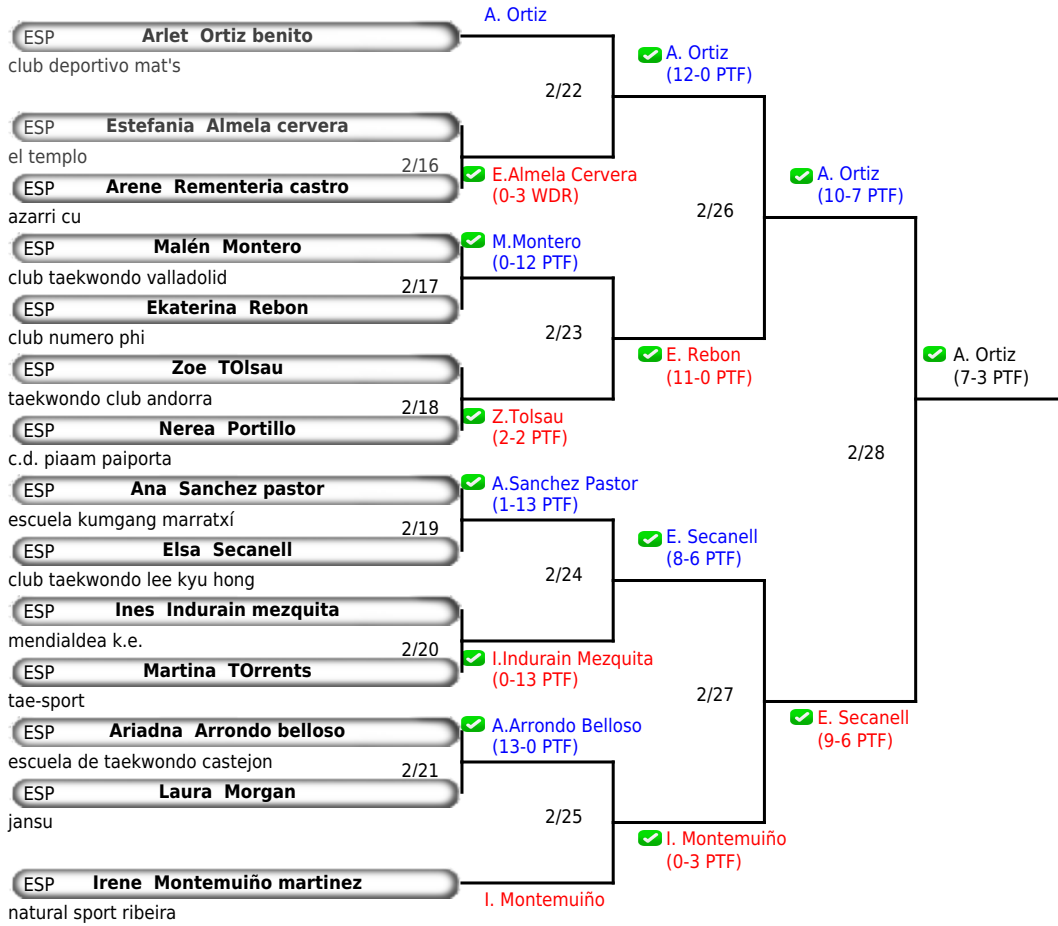 A. Ortiz
ESP Arlet Ortiz benito
club deportivo mat's
A. Ortiz
(12-0 PTF)
2/22
ESP Estefania Almela cervera
el templo
2/16
E.Almela Cervera
(0-3 WDR)
ESP Arene Rementeria castro
azarri cu
A. Ortiz
(10-7 PTF)
2/26
ESP Malén Montero
club taekwondo valladolid
M.Montero
(0-12 PTF)
2/17
ESP Ekaterina Rebon
club numero phi
2/23
E. Rebon
(11-0 PTF)
ESP Zoe TOlsau
taekwondo club andorra
2/18
Z.Tolsau
(2-2 PTF)
ESP Nerea Portillo
c.d. piaam paiporta
A. Ortiz
(7-3 PTF)
2/28
ESP Ana Sanchez pastor
escuela kumgang marratxí
A.Sanchez Pastor
(1-13 PTF)
2/19
ESP Elsa Secanell
club taekwondo lee kyu hong
E. Secanell
(8-6 PTF)
2/24
ESP Ines Indurain mezquita
mendialdea k.e.
2/20
I.Indurain Mezquita
(0-13 PTF)
ESP Martina TOrrents
tae-sport
2/27
E. Secanell
(9-6 PTF)
ESP Ariadna Arrondo belloso
escuela de taekwondo castejon
A.Arrondo Belloso
(13-0 PTF)
2/21
ESP Laura Morgan
jansu
2/25
I. Montemuiño
(0-3 PTF)
ESP Irene Montemuiño martinez
natural sport ribeira
I. Montemuiño